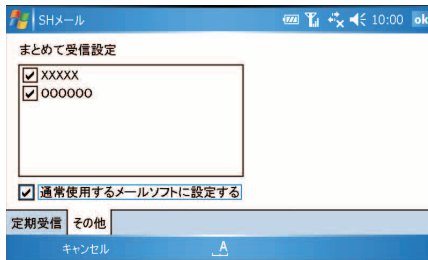 SHメール 10:00 ok
まとめて受信設定
XXXXX
OOOOOO
通常使用するメールソフトに設定する
定期受信 その他
キャンセル A